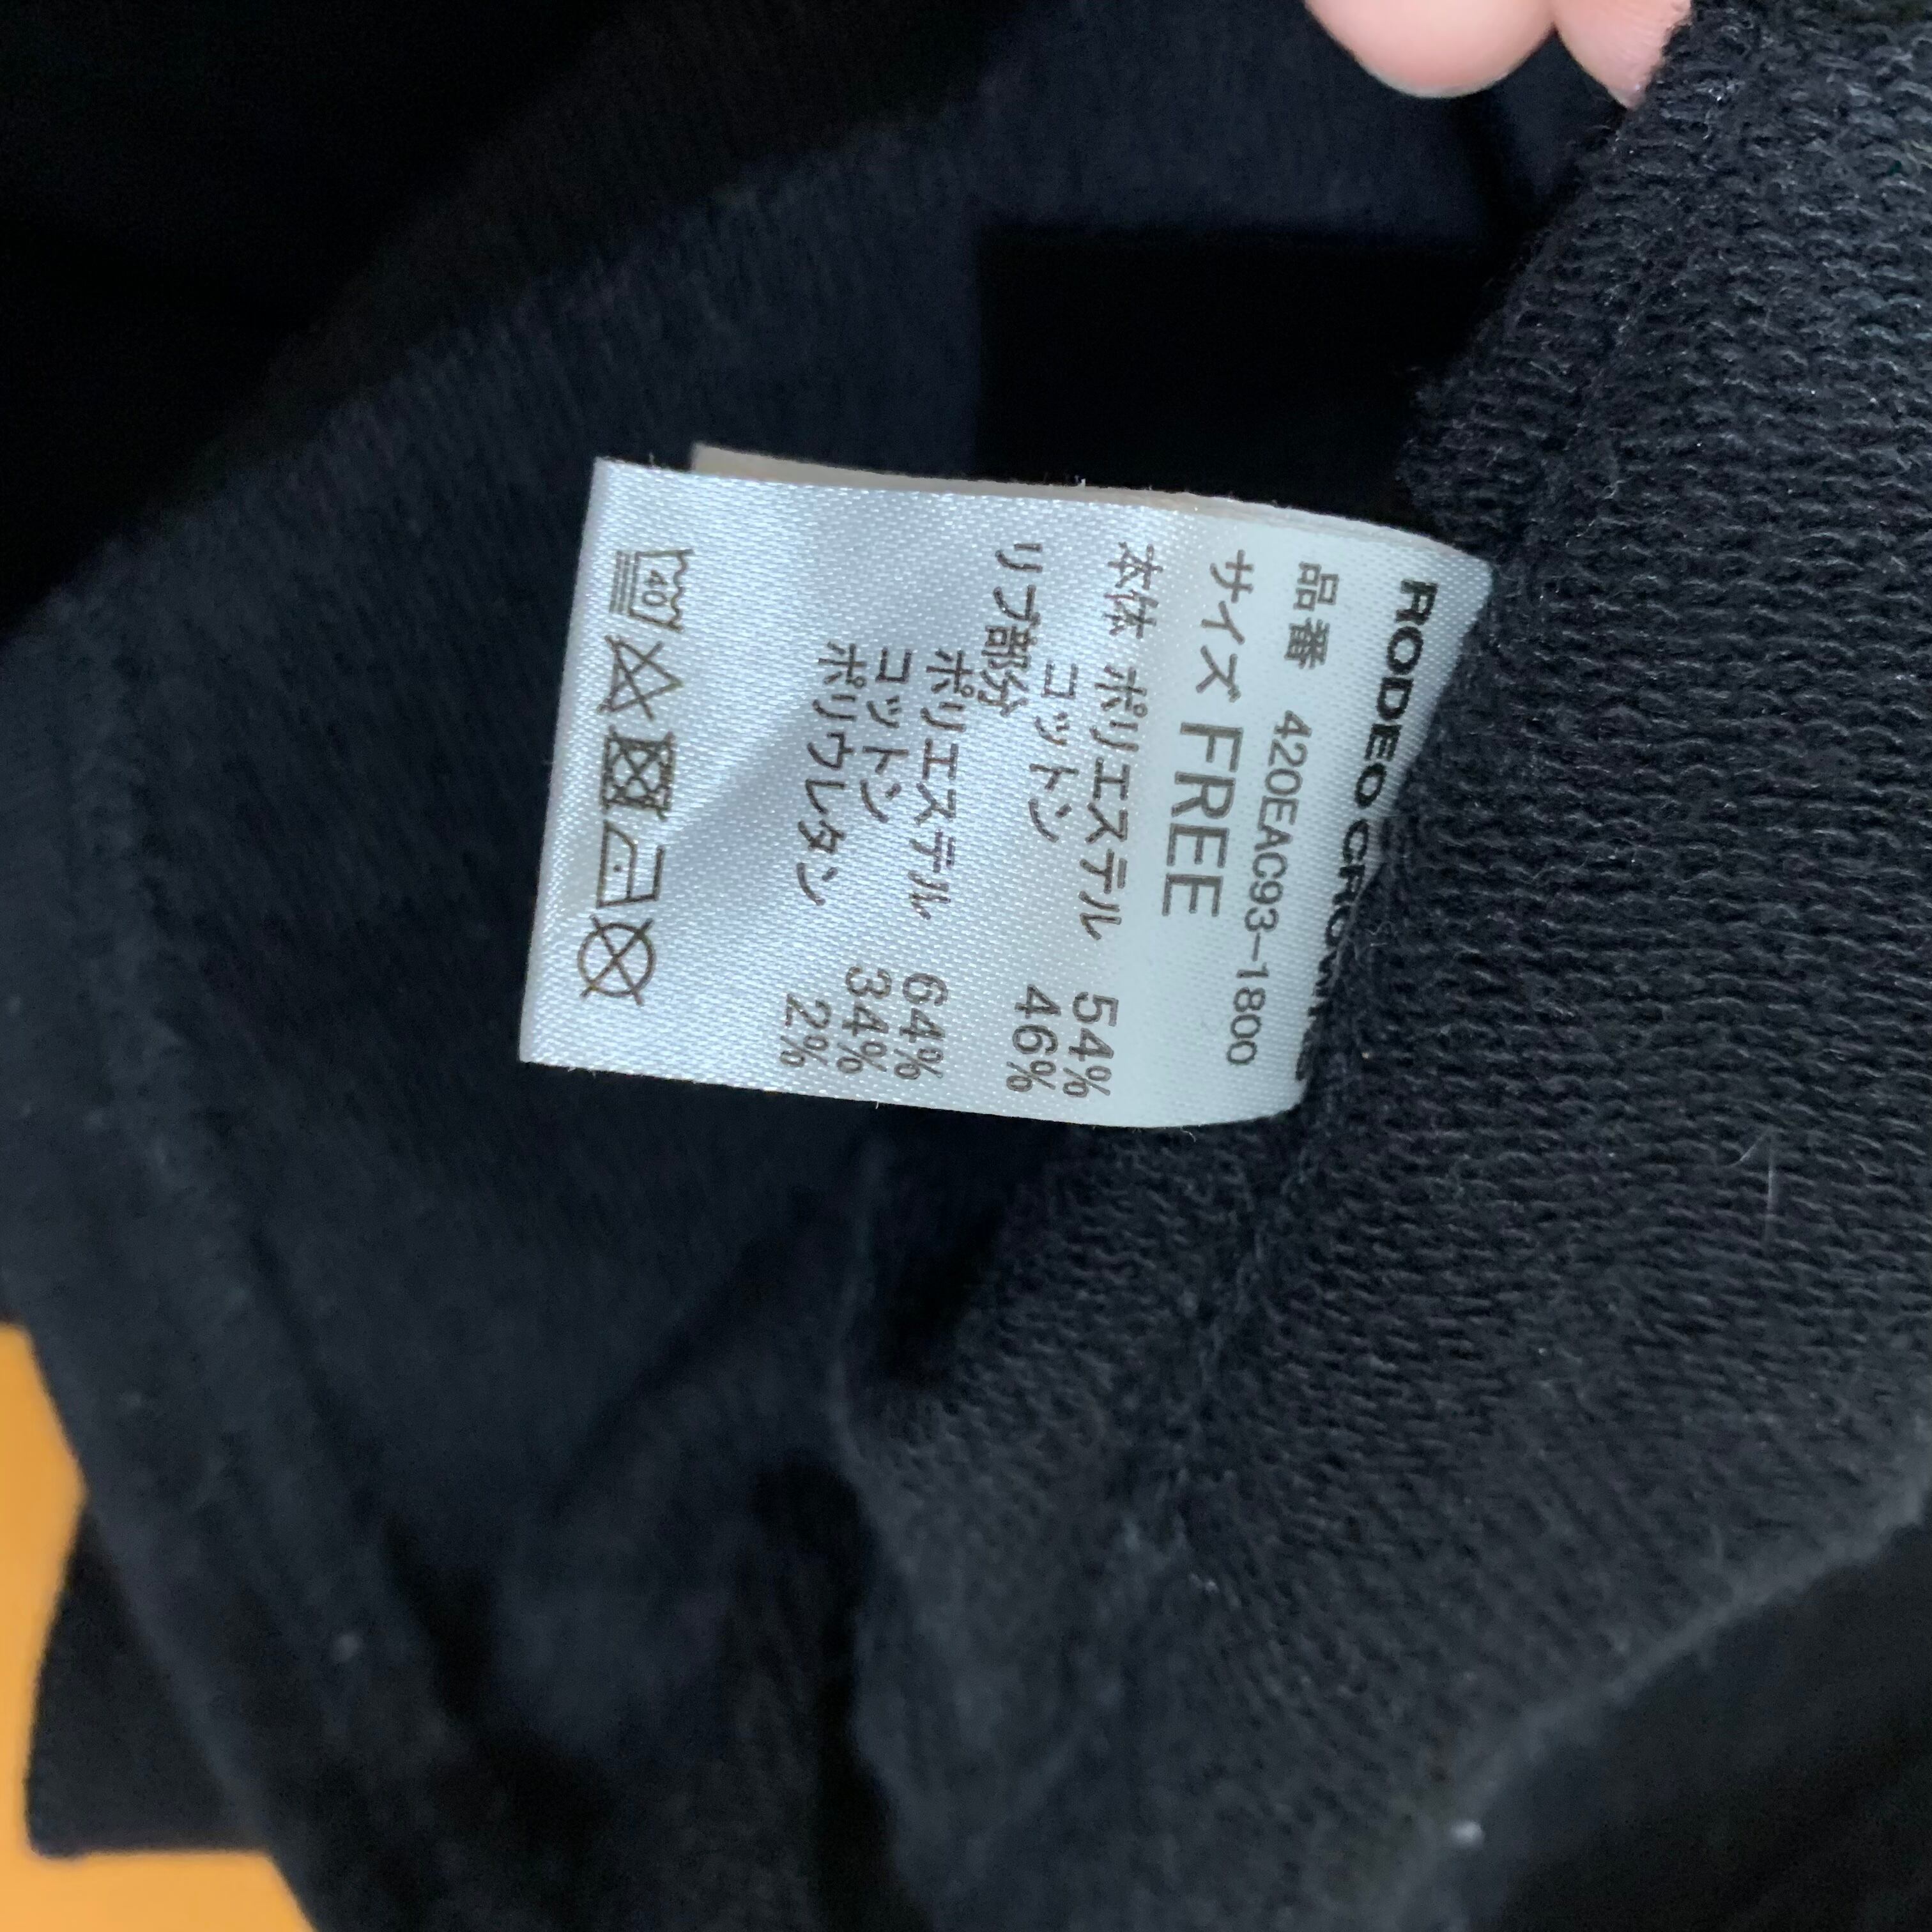 RODEO CROWNS
品番 420EAC93-1800
サイズ FREE
本体 ポリエステル 54%
コットン 46%
リブ部分
ポリエステル 64%
コットン 34%
ポリウレタン 2%
40